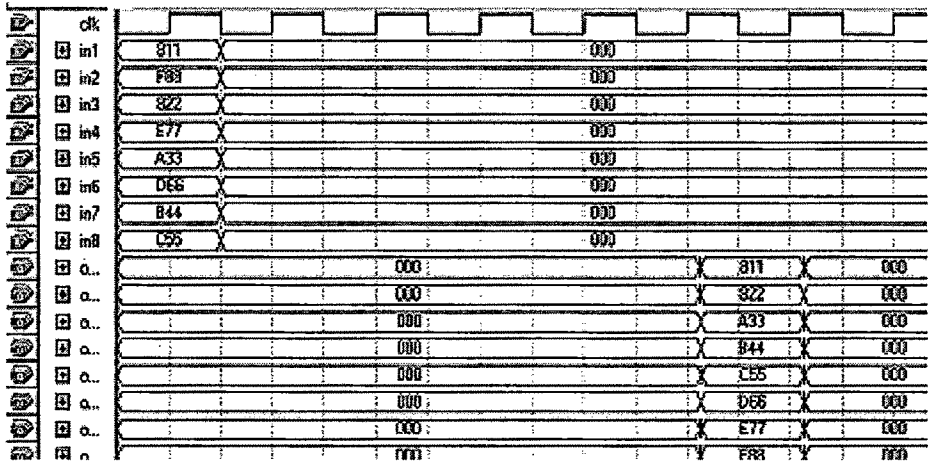 clk
in1 811 000
in2 F88 000
in3 822 000
in4 E77 000
in5 A33 000
in6 D66 000
in7 B44 000
in8 C55 000
o... 000 811 000
o... 000 822 000
o... 000 A33 000
o... 000 B44 000
o... 000 C55 000
o... 000 D66 000
o... 000 E77 000
o 000 F88 000